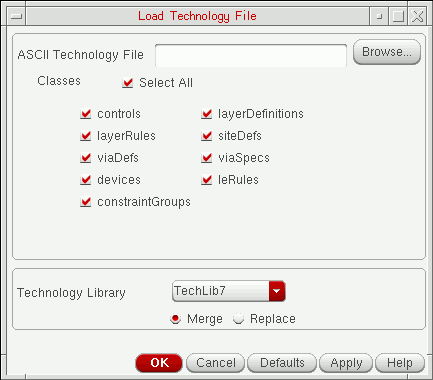 Load Technology File
ASCII Technology File Browse...
Classes Select All
controls layerDefinitions
layerRules siteDefs
viaDefs viaSpecs
devices leRules
constraintGroups
Technology Library TechLib7
Merge Replace
OK Cancel Defaults Apply Help